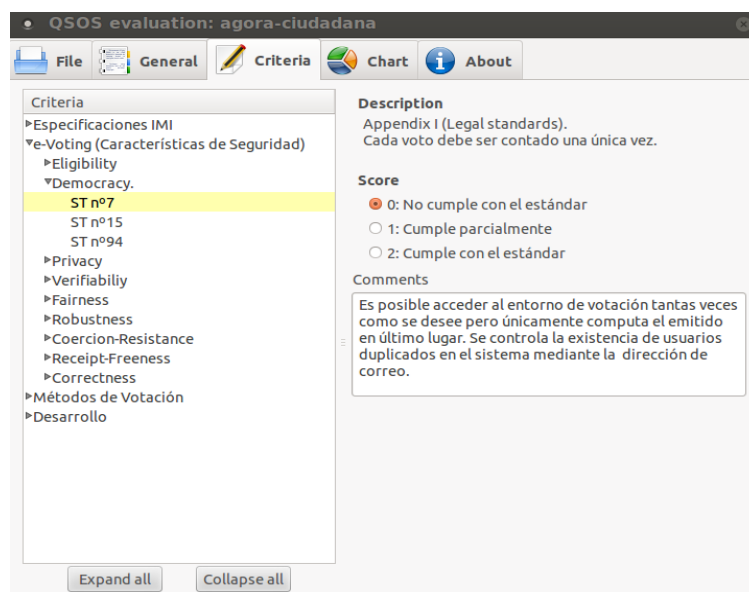 QSOS evaluation: agora-ciudadana
File
General
Criteria
Chart
About
Criteria
Especificaciones IMI
e-Voting (Características de Seguridad)
Eligibility
Democracy.
ST nº7
ST nº15
ST nº94
Privacy
Verifiabiliy
Fairness
Robustness
Coercion-Resistance
Receipt-Freeness
Correctness
Métodos de Votación
Desarrollo
Expand all
Collapse all
Description
Appendix I (Legal standards).
Cada voto debe ser contado una única vez.
Score
0: No cumple con el estándar
1: Cumple parcialmente
2: Cumple con el estándar
Comments
Es posible acceder al entorno de votación tantas veces
como se desee pero únicamente computa el emitido
en último lugar. Se controla la existencia de usuarios
duplicados en el sistema mediante la dirección de
correo.